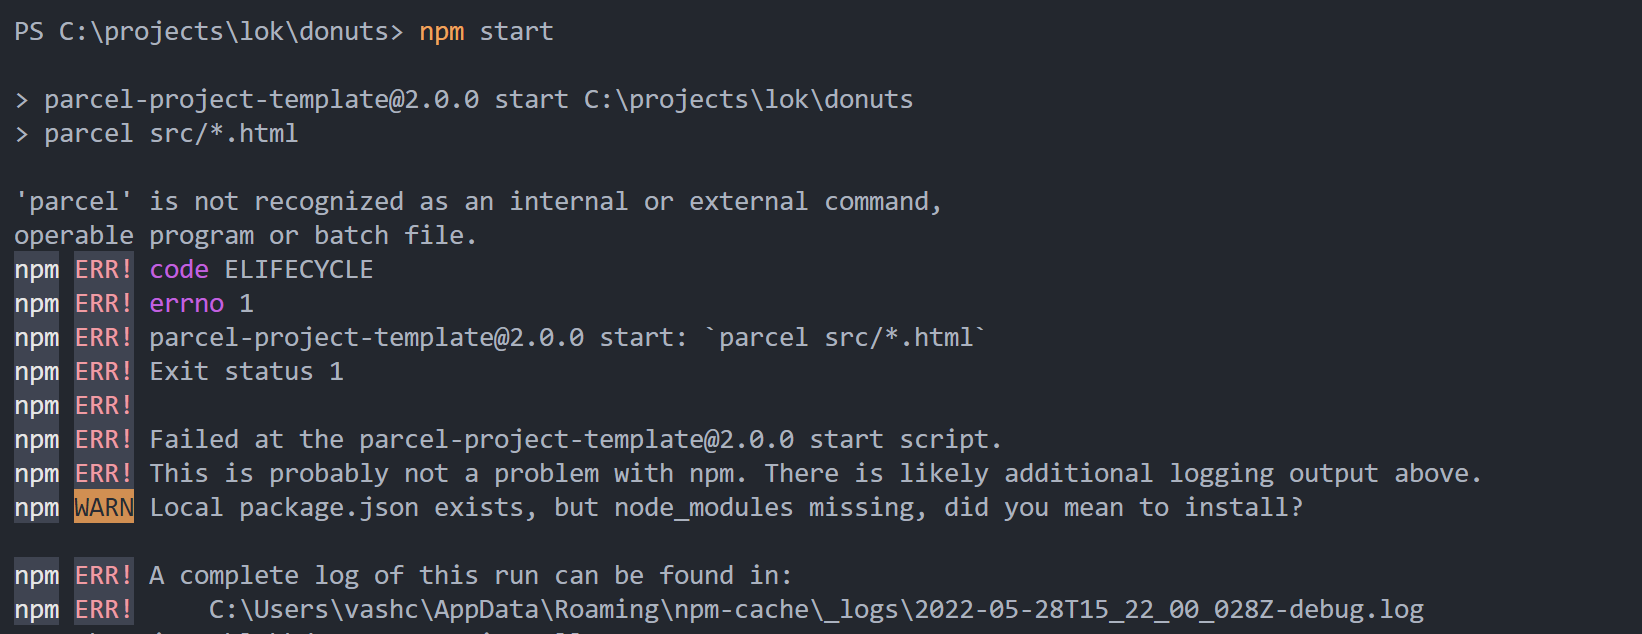 PS C:\projects\lok\donuts> npm start
> parcel-project-template@2.0.0 start C:\projects\lok\donuts
> parcel src/*.html
'parcel' is not recognized as an internal or external command,
operable program or batch file.
npm ERR! code ELIFECYCLE
npm ERR! errno 1
npm ERR! parcel-project-template@2.0.0 start: `parcel src/*.html`
npm ERR! Exit status 1
npm ERR!
npm ERR! Failed at the parcel-project-template@2.0.0 start script.
npm ERR! This is probably not a problem with npm. There is likely additional logging output above.
npm WARN Local package.json exists, but node_modules missing, did you mean to install?
npm ERR! A complete log of this run can be found in:
npm ERR!     C:\Users\vashc\AppData\Roaming\npm-cache\_logs\2022-05-28T15_22_00_028Z-debug.log